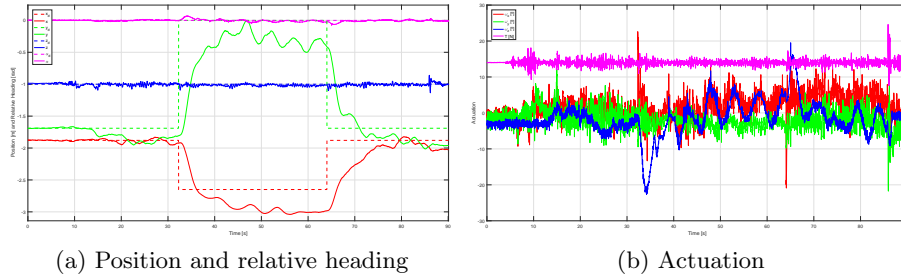 0
-0.5
-1
-1.5
-2
-2.5
-3
Position [m] and Relative Heading [rad]
0 10 20 30 40 50 60 70 80 90
Time [s]
(a) Position and relative heading
T [N]
30
20
10
0
-10
-20
-30
Actuation
0 10 20 30 40 50 60 70 80
Time [s]
(b) Actuation